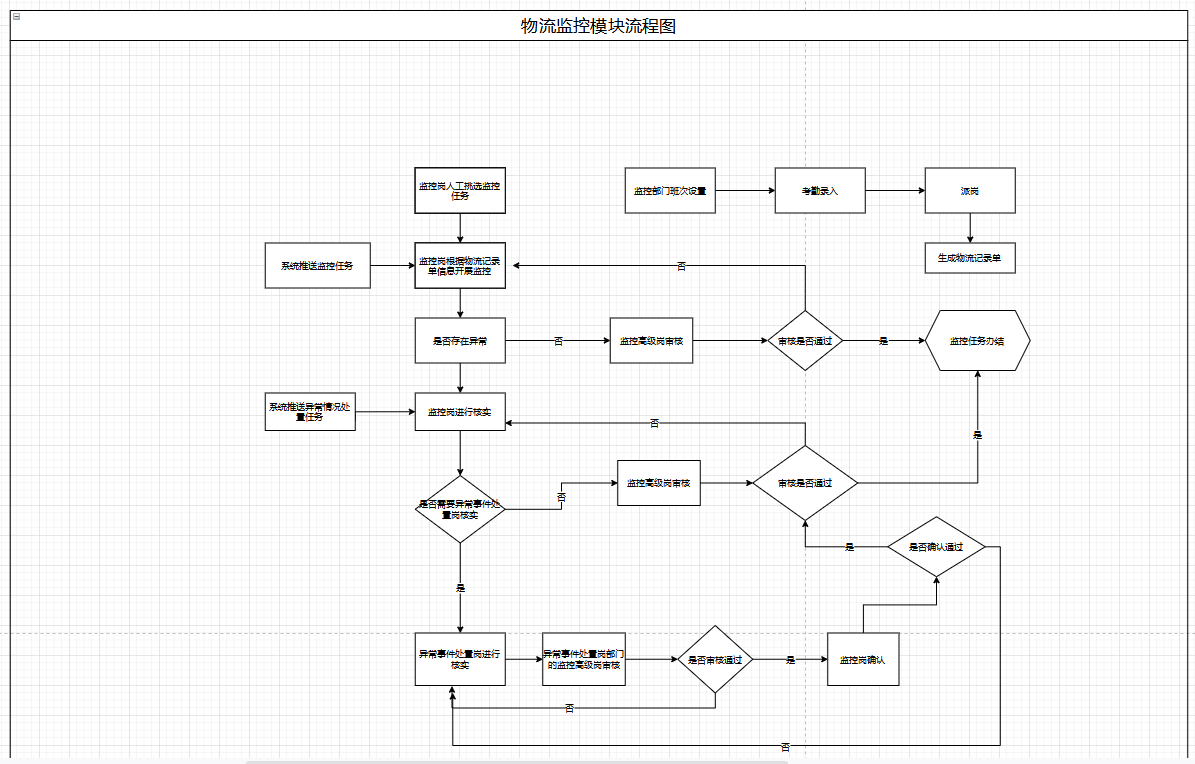 物流监控模块流程图
监控岗人工挑选监控
任务
监控部门班次设置
考勤录入
派岗
系统推送监控任务
监控岗根据物流记录
单信息开展监控
否
生成物流记录单
是否存在异常
否
监控高级岗审核
审核是否通过
是
监控任务办结
系统推送异常情况处
置任务
监控岗进行核实
否
是
是否需要异常事件处
置岗核实
否
监控高级岗审核
审核是否通过
是
是否确认通过
是
异常事件处置岗进行
核实
异常事件处置岗部门
的监控高级岗审核
是否审核通过
是
监控岗确认
否
否